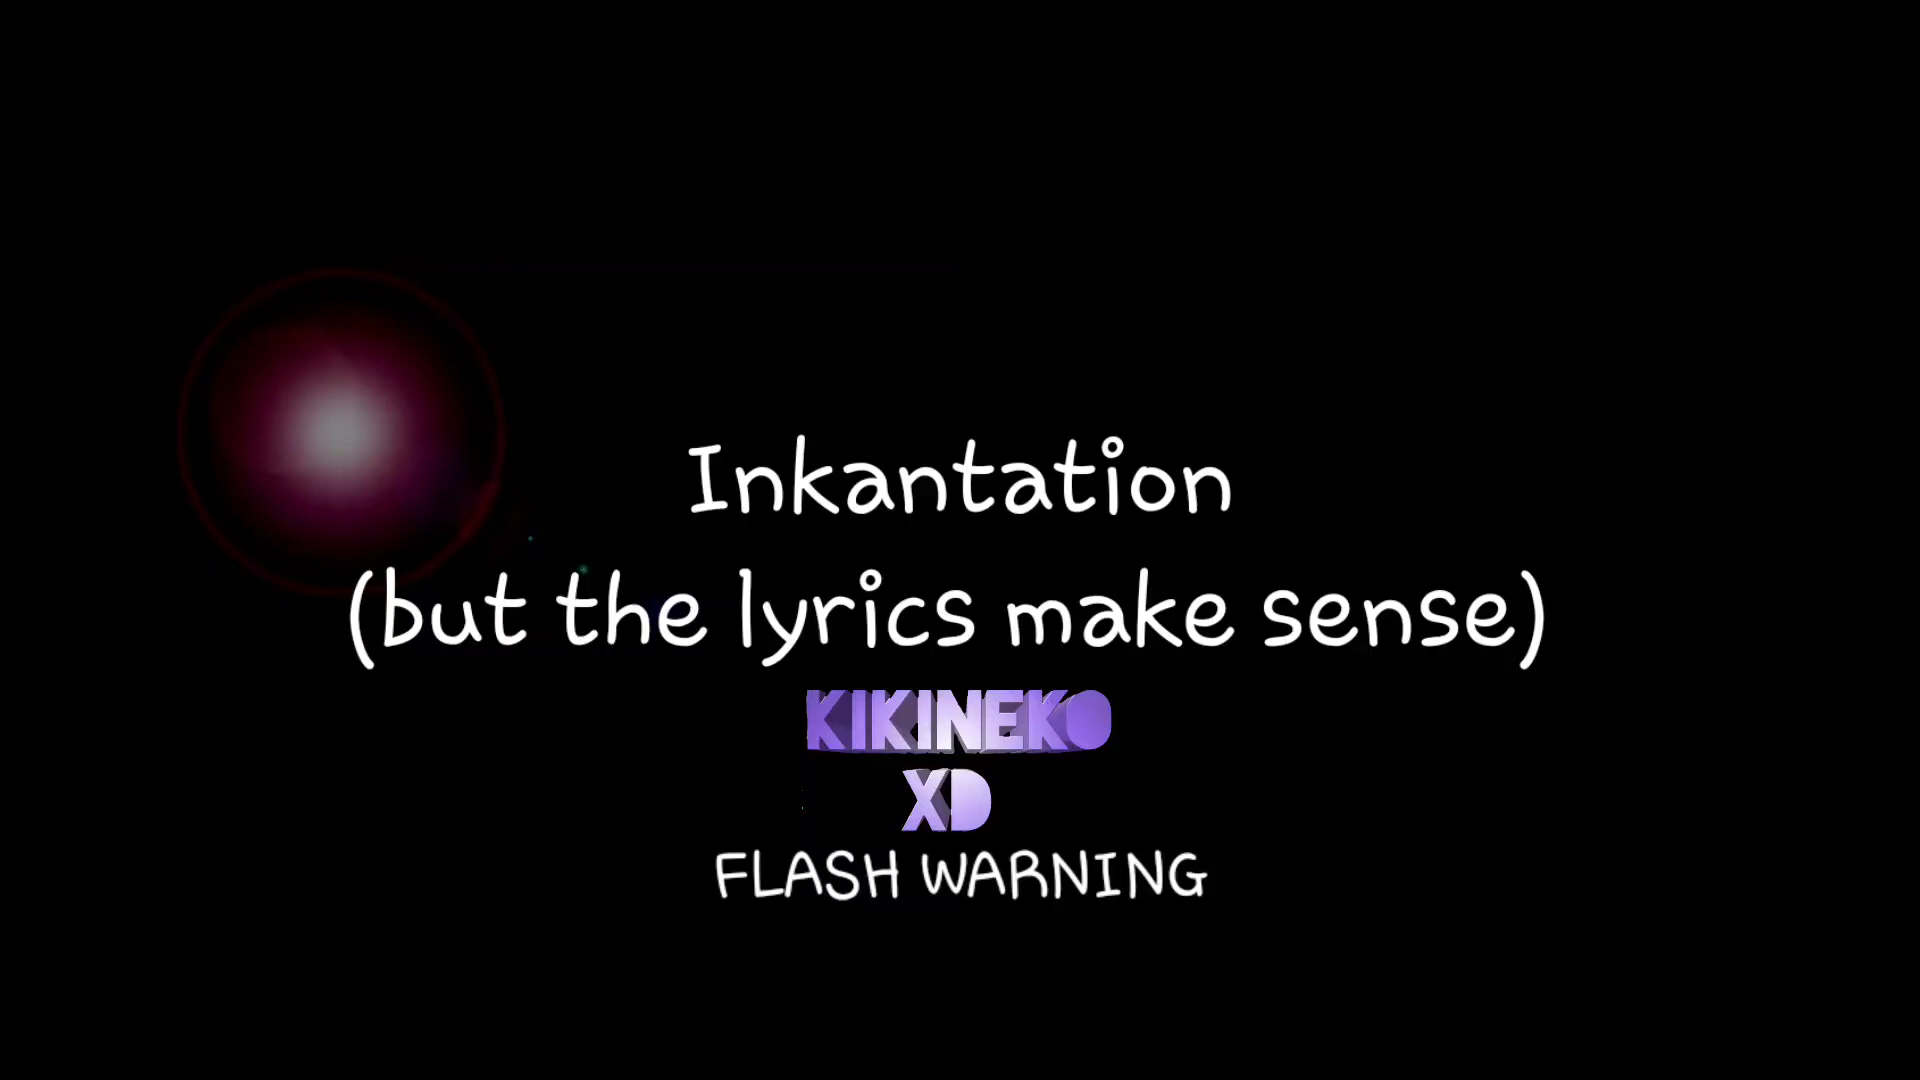 Inkantation
(but the lyrics make sense)
KIKINEKO
XD
FLASH WARNING